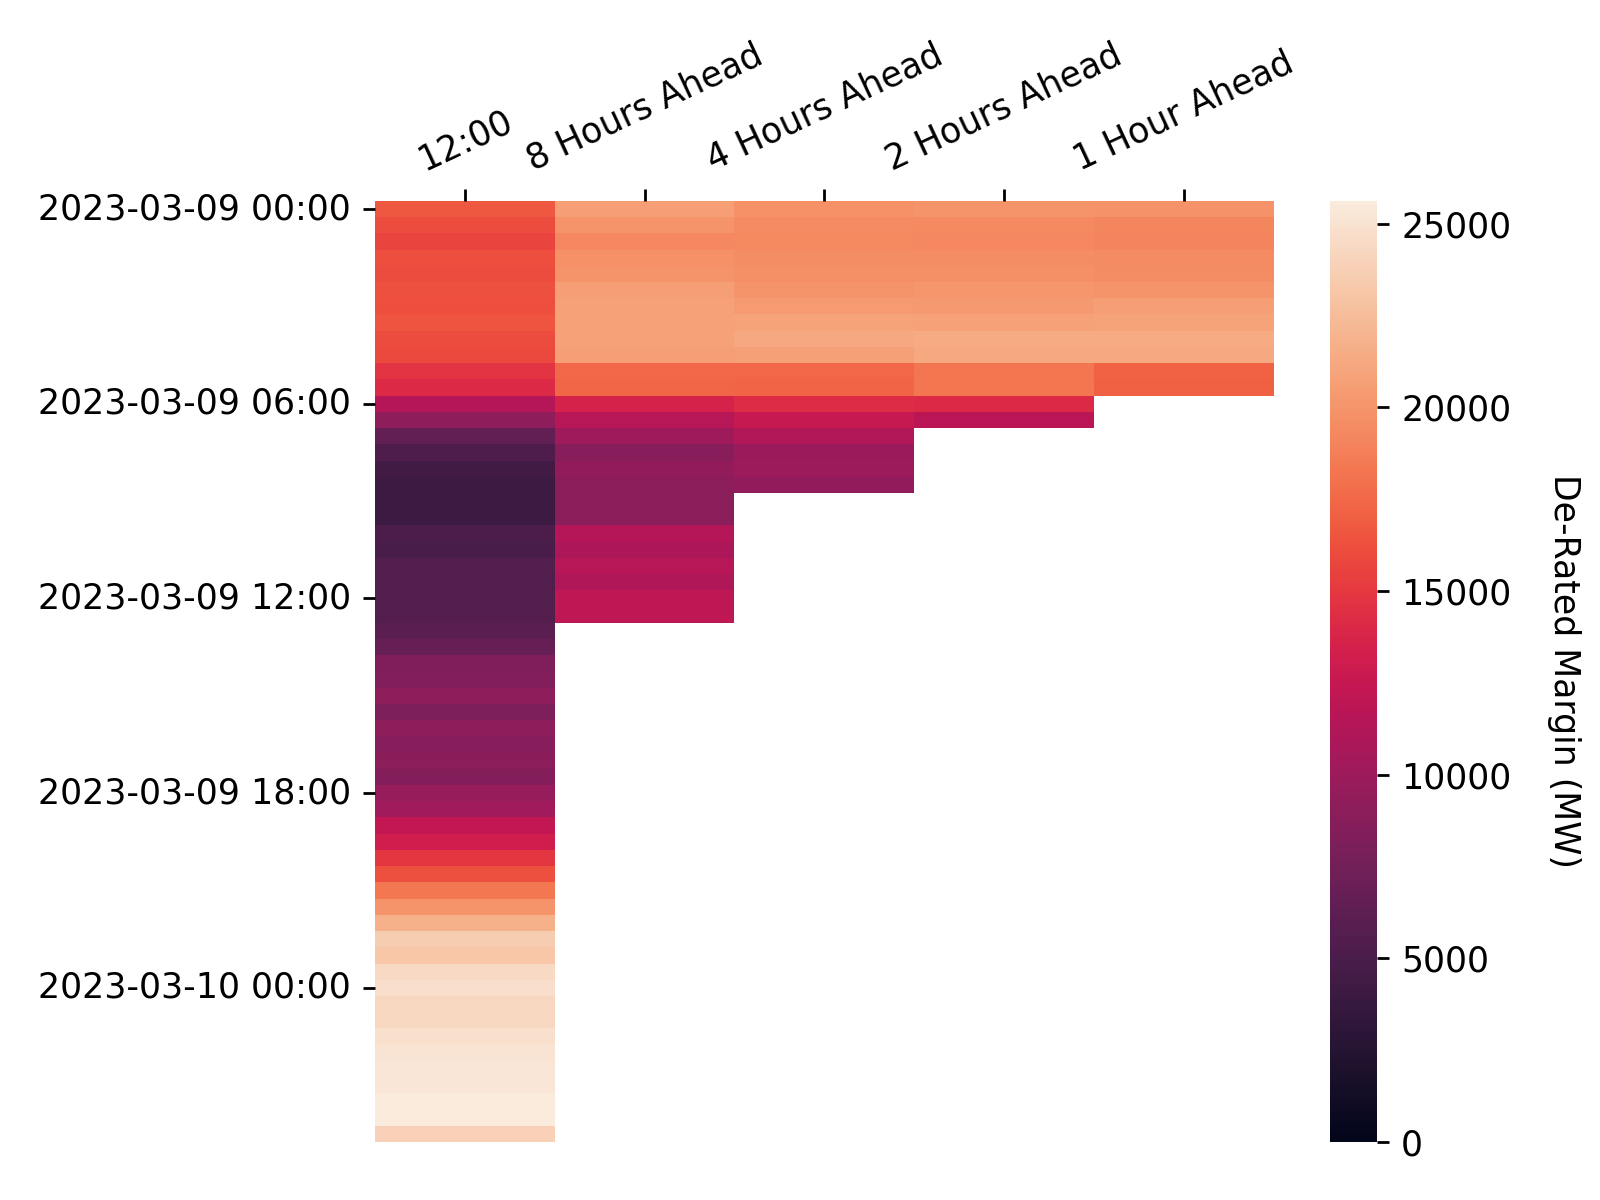 12:00
8 Hours Ahead
4 Hours Ahead
2 Hours Ahead
1 Hour Ahead
2023-03-09 00:00
2023-03-09 06:00
2023-03-09 12:00
2023-03-09 18:00
2023-03-10 00:00
25000
20000
15000
10000
5000
0
De-Rated Margin (MW)